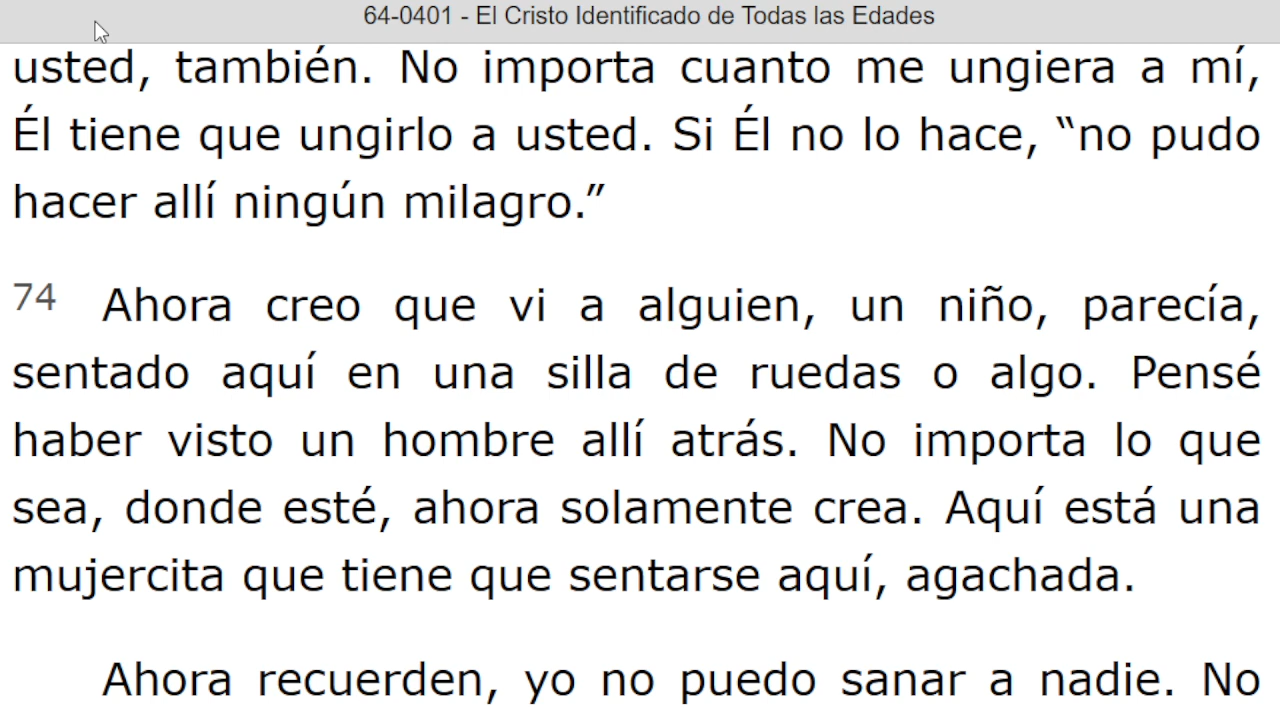 64-0401 - El Cristo Identificado de Todas las Edades
usted, también. No importa cuanto me ungiera a mí,
Él tiene que ungirlo a usted. Si Él no lo hace, “no pudo
hacer allí ningún milagro.”
74 Ahora creo que vi a alguien, un niño, parecía,
sentado aquí en una silla de ruedas o algo. Pensé
haber visto un hombre allí atrás. No importa lo que
sea, donde esté, ahora solamente crea. Aquí está una
mujercita que tiene que sentarse aquí, agachada.
Ahora recuerden, yo no puedo sanar a nadie. No